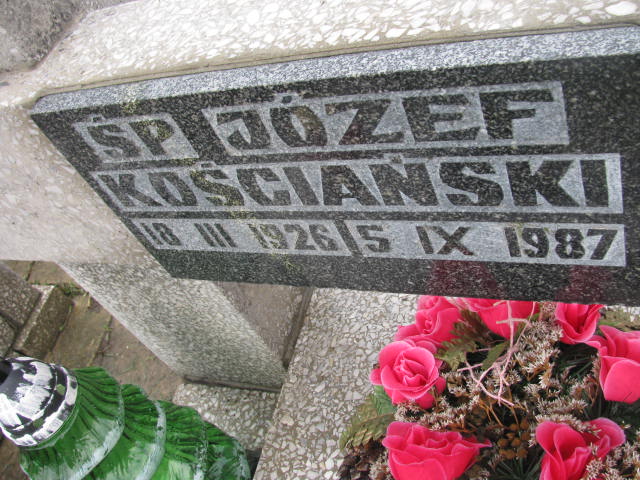 ŚP JÓZEF
KOŚCIAŃSKI
18 III 1926 5 IX 1987